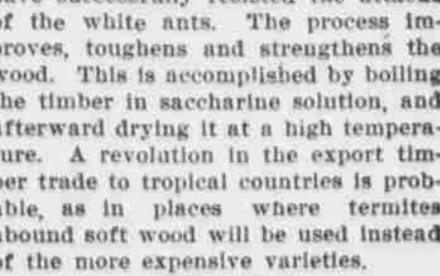 of the white ants. The process im-
proves, toughens and strengthens the
wood. This is accomplished by boiling
the timber in saccharine solution, and
afterward drying it at a high tempera-
ture. A revolution in the export tim-
ber trade to tropical countries is prob-
able, as in places where termites
abound soft wood will be used instead
of the more expensive varieties.